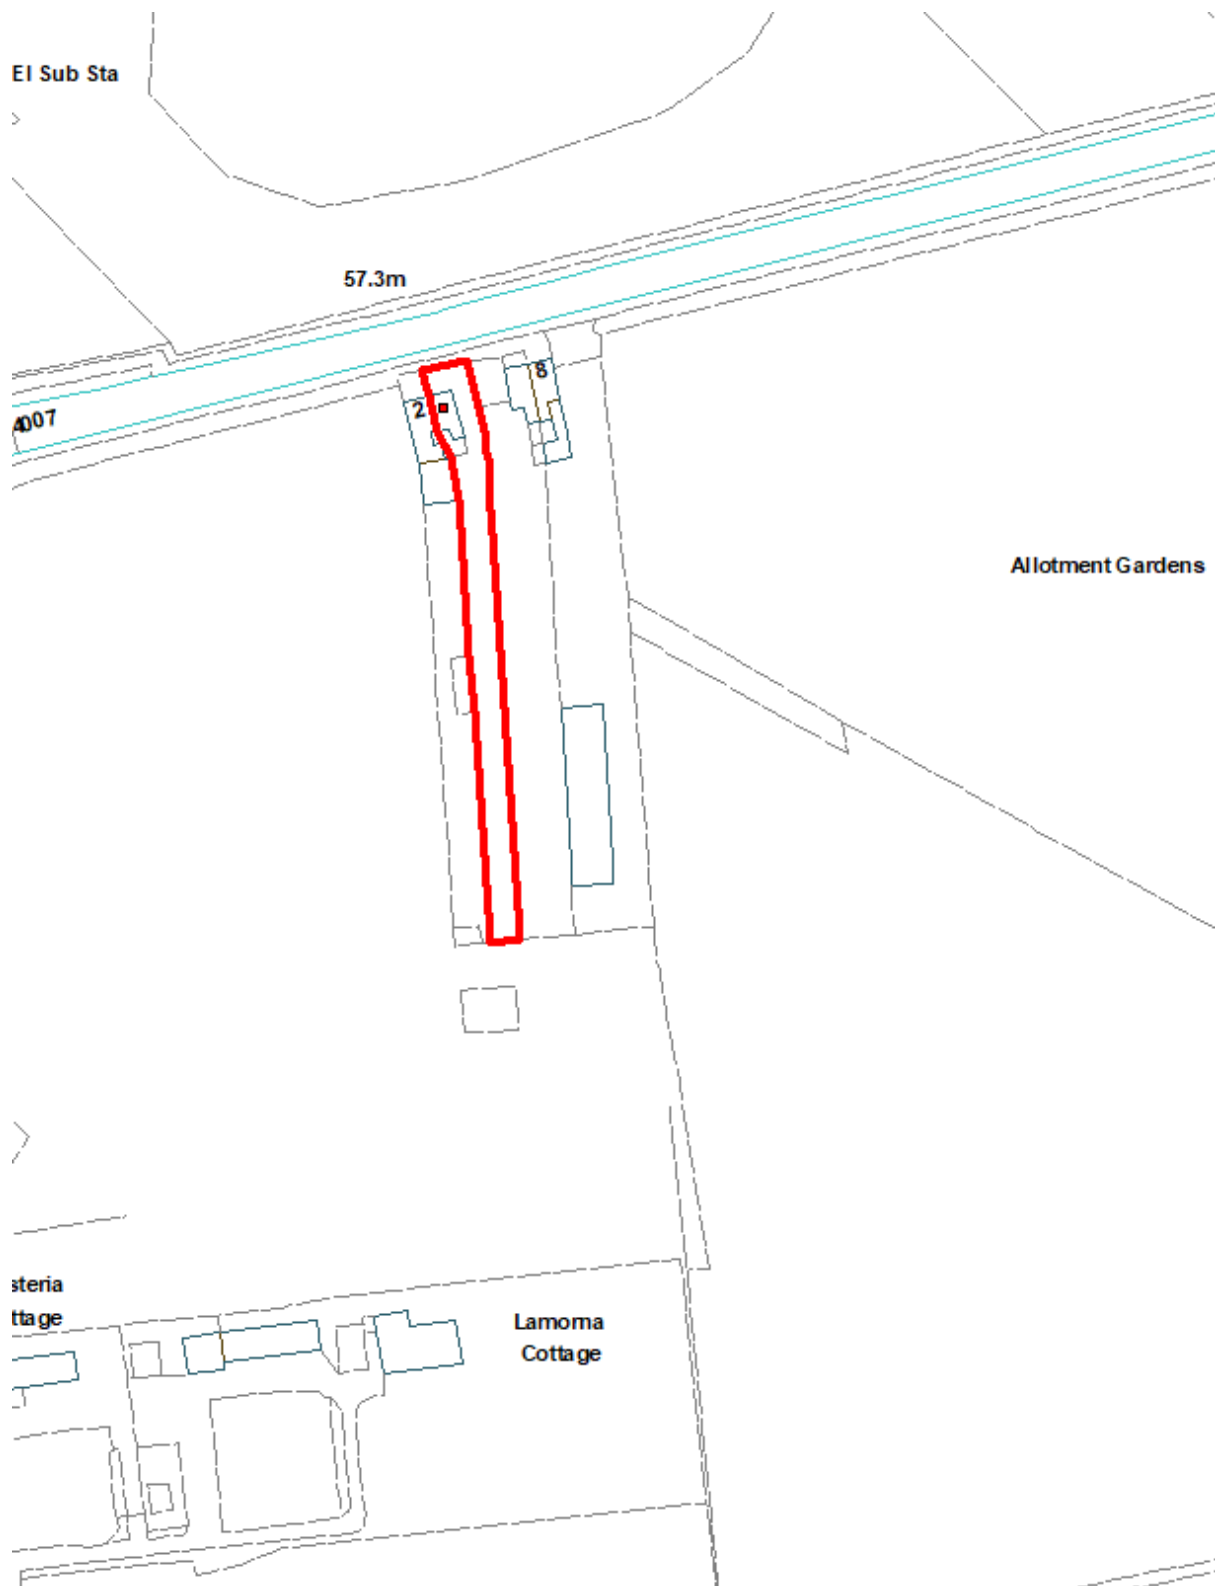 El Sub Sta
57.3m
8
2
4007
Allotment Gardens
steria
ttage
Lamorna
Cottage